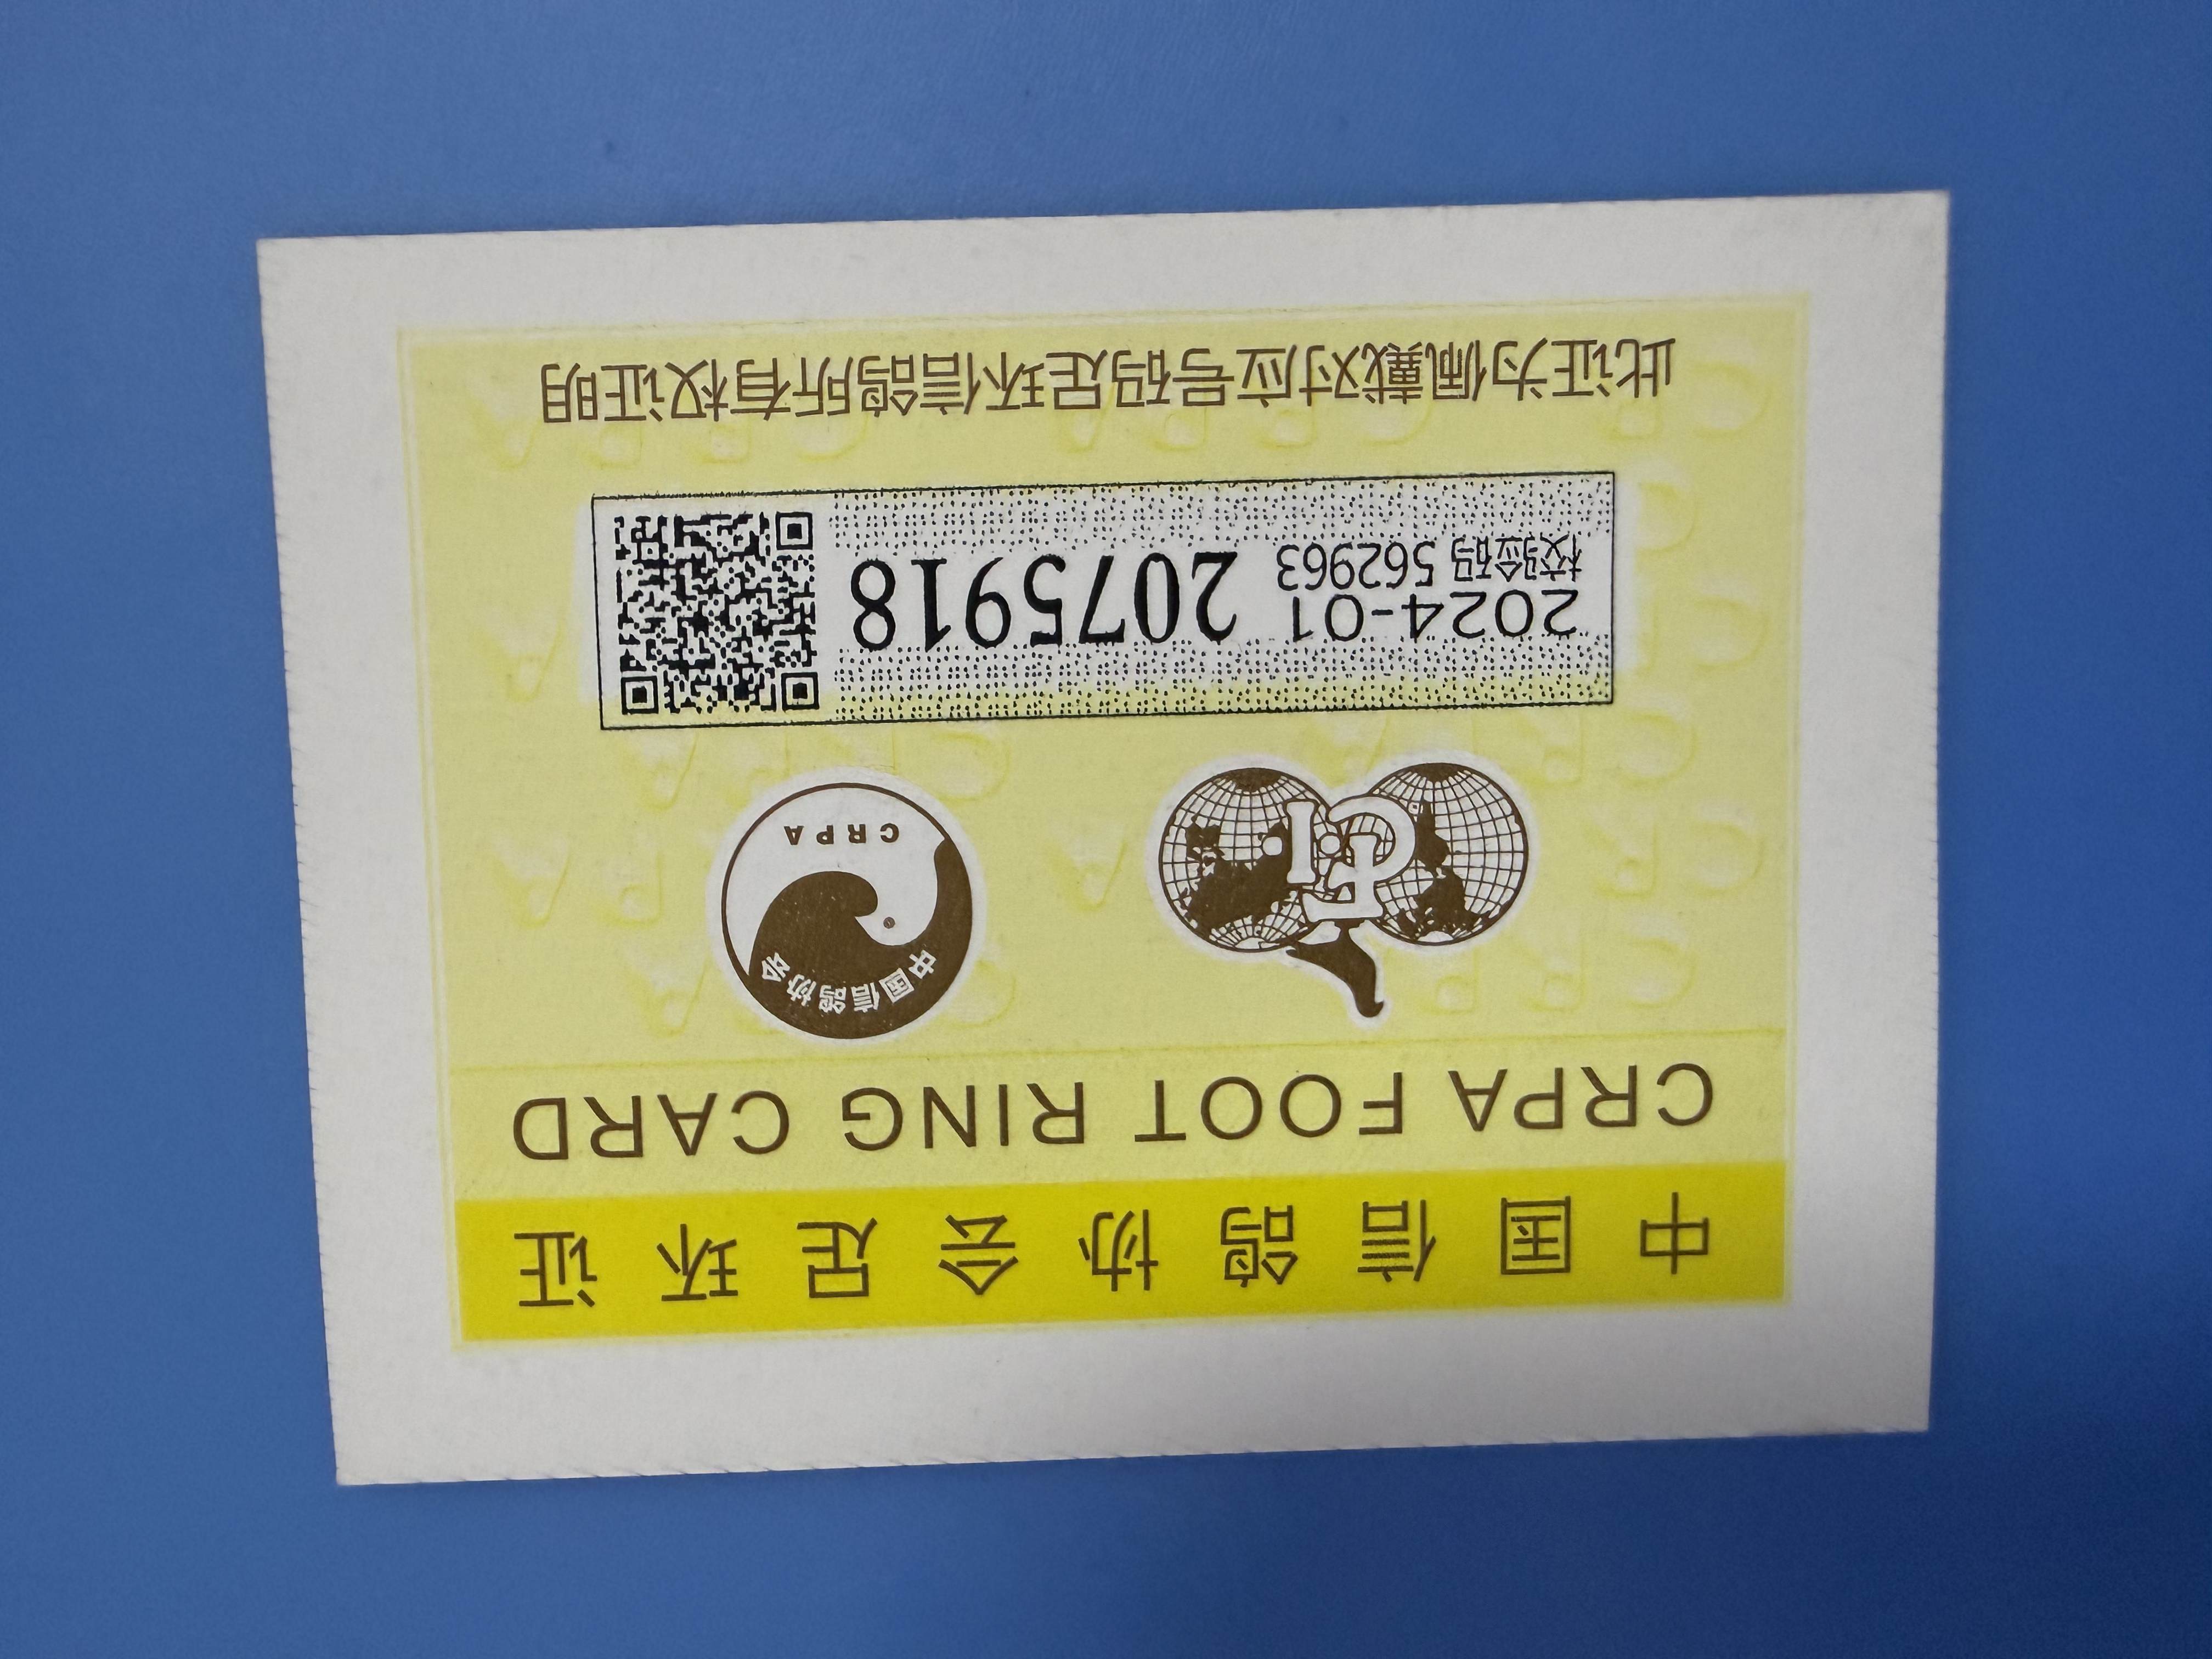 中国信鸽协会足环证
CRPA FOOT RING CARD
F.C.I.
中国信鸽协会
CRPA
2024-01 2075918
校验码 562963
此证为佩戴对应号码足环信鸽所有权证明